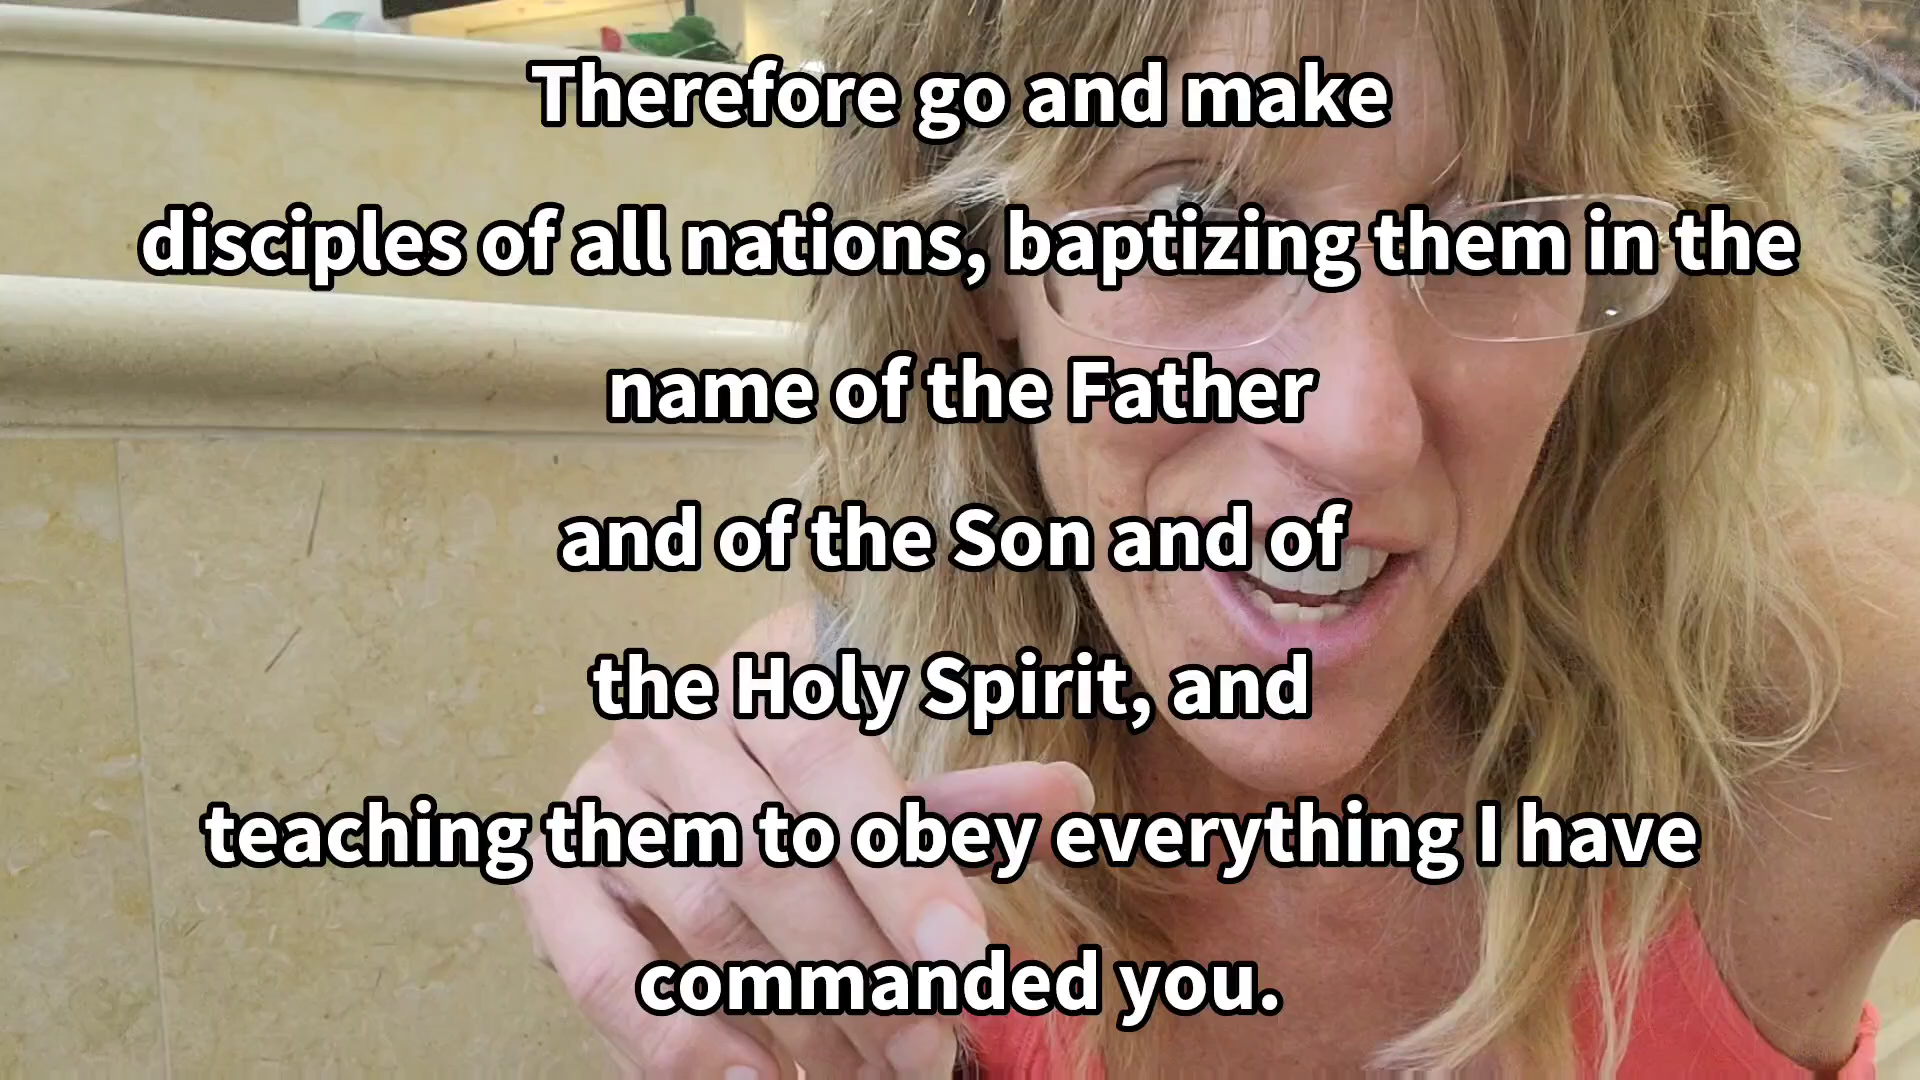 Therefore go and make
disciples of all nations, baptizing them in the
name of the Father
and of the Son and of
the Holy Spirit, and
teaching them to obey everything I have
commanded you.